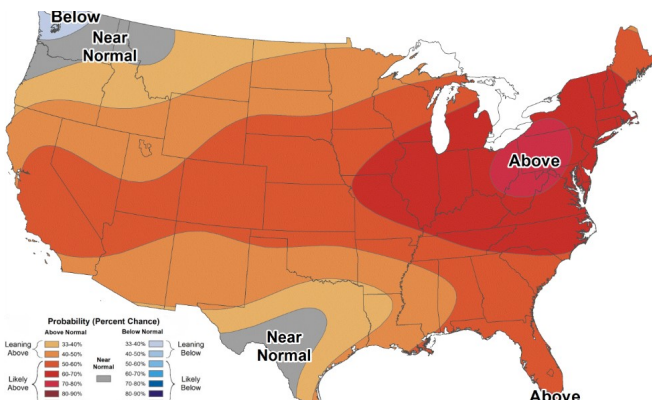 Below
Near
Normal
Above
Near
Normal
Above
Probability (Percent Chance)
Above Normal
Below Normal
Leaning
Above
33-40%
40-50%
33-40%
40-50%
Leaning
Below
Likely
Above
50-60%
60-70%
70-80%
80-90%
Near
Normal
50-60%
60-70%
70-80%
80-90%
Likely
Below